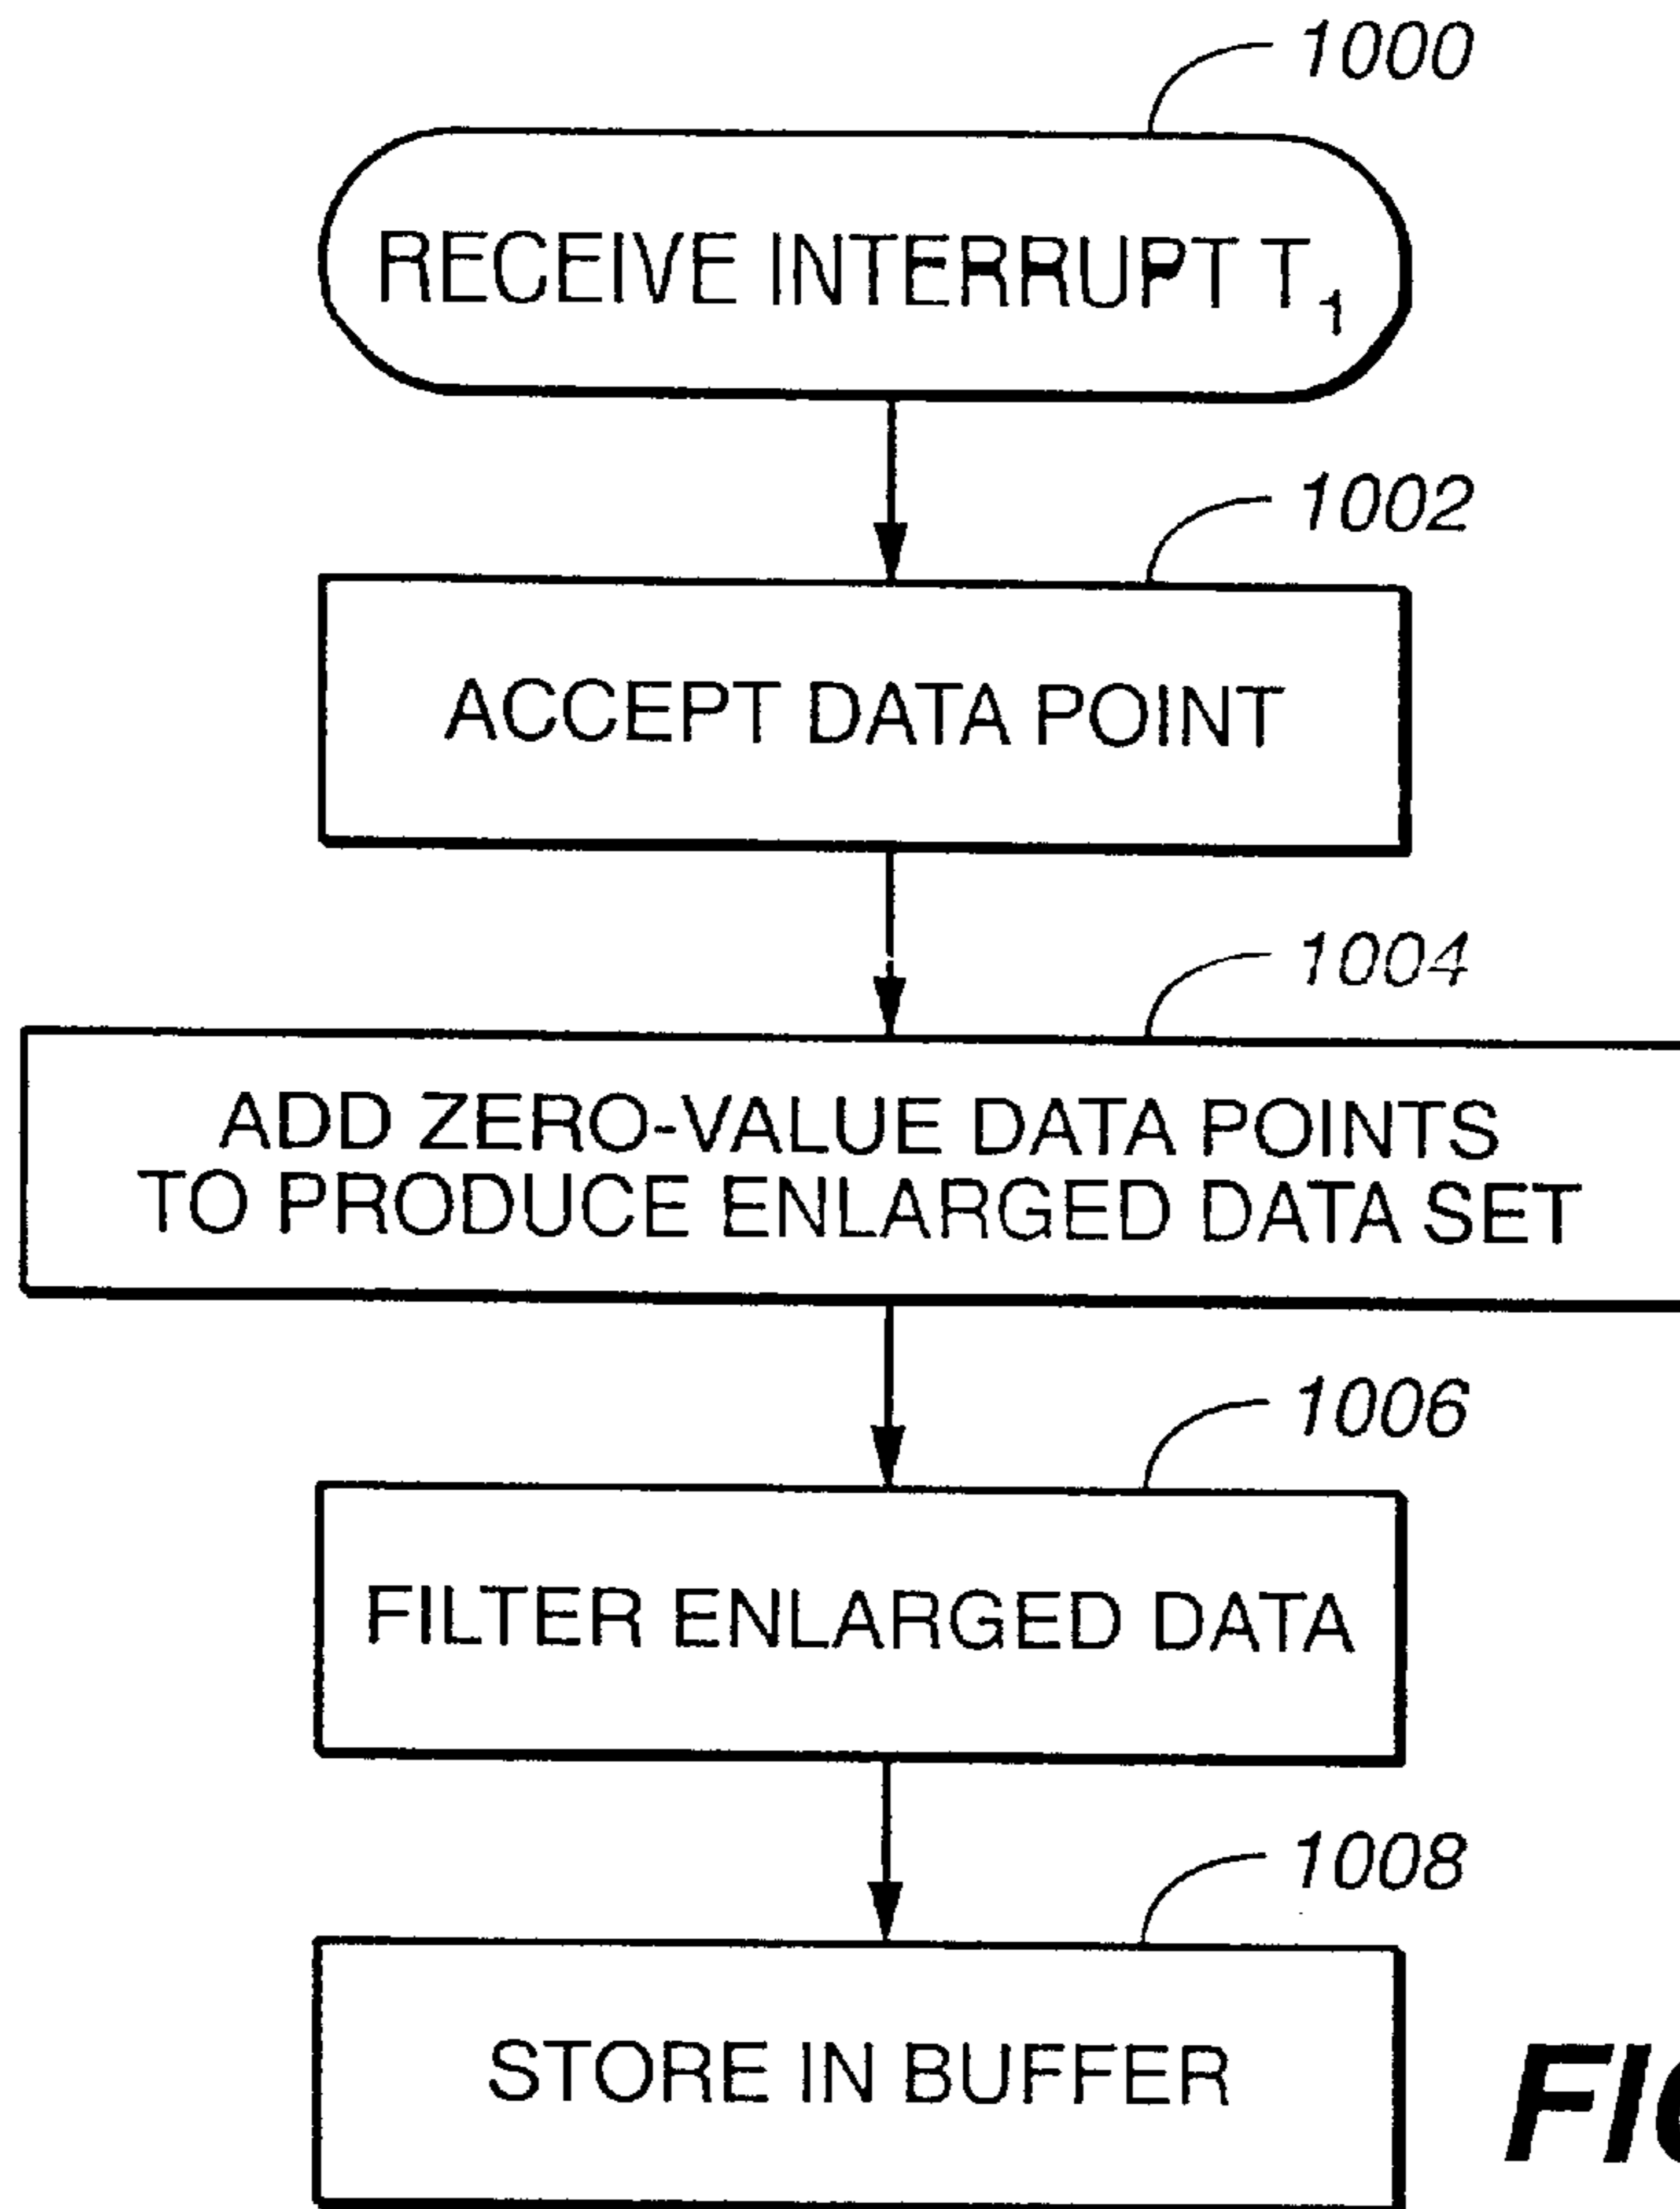 1000
RECEIVE INTERRUPT T1
1002
ACCEPT DATA POINT
1004
ADD ZERO-VALUE DATA POINTS
TO PRODUCE ENLARGED DATA SET
1006
FILTER ENLARGED DATA
1008
STORE IN BUFFER